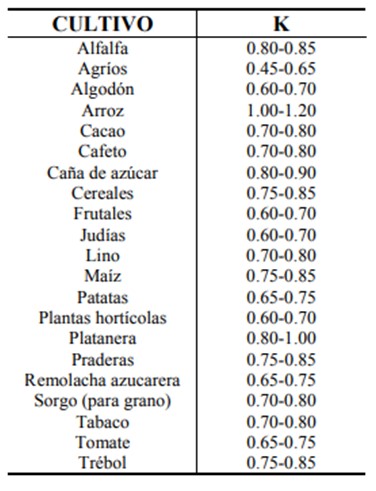 CULTIVO K
Alfalfa 0.80-0.85
Agríos 0.45-0.65
Algodón 0.60-0.70
Arroz 1.00-1.20
Cacao 0.70-0.80
Cafeto 0.70-0.80
Caña de azúcar 0.80-0.90
Cereales 0.75-0.85
Frutales 0.60-0.70
Judías 0.60-0.70
Lino 0.70-0.80
Maíz 0.75-0.85
Patatas 0.65-0.75
Plantas hortícolas 0.60-0.70
Platanera 0.80-1.00
Praderas 0.75-0.85
Remolacha azucarera 0.65-0.75
Sorgo (para grano) 0.70-0.80
Tabaco 0.70-0.80
Tomate 0.65-0.75
Trébol 0.75-0.85